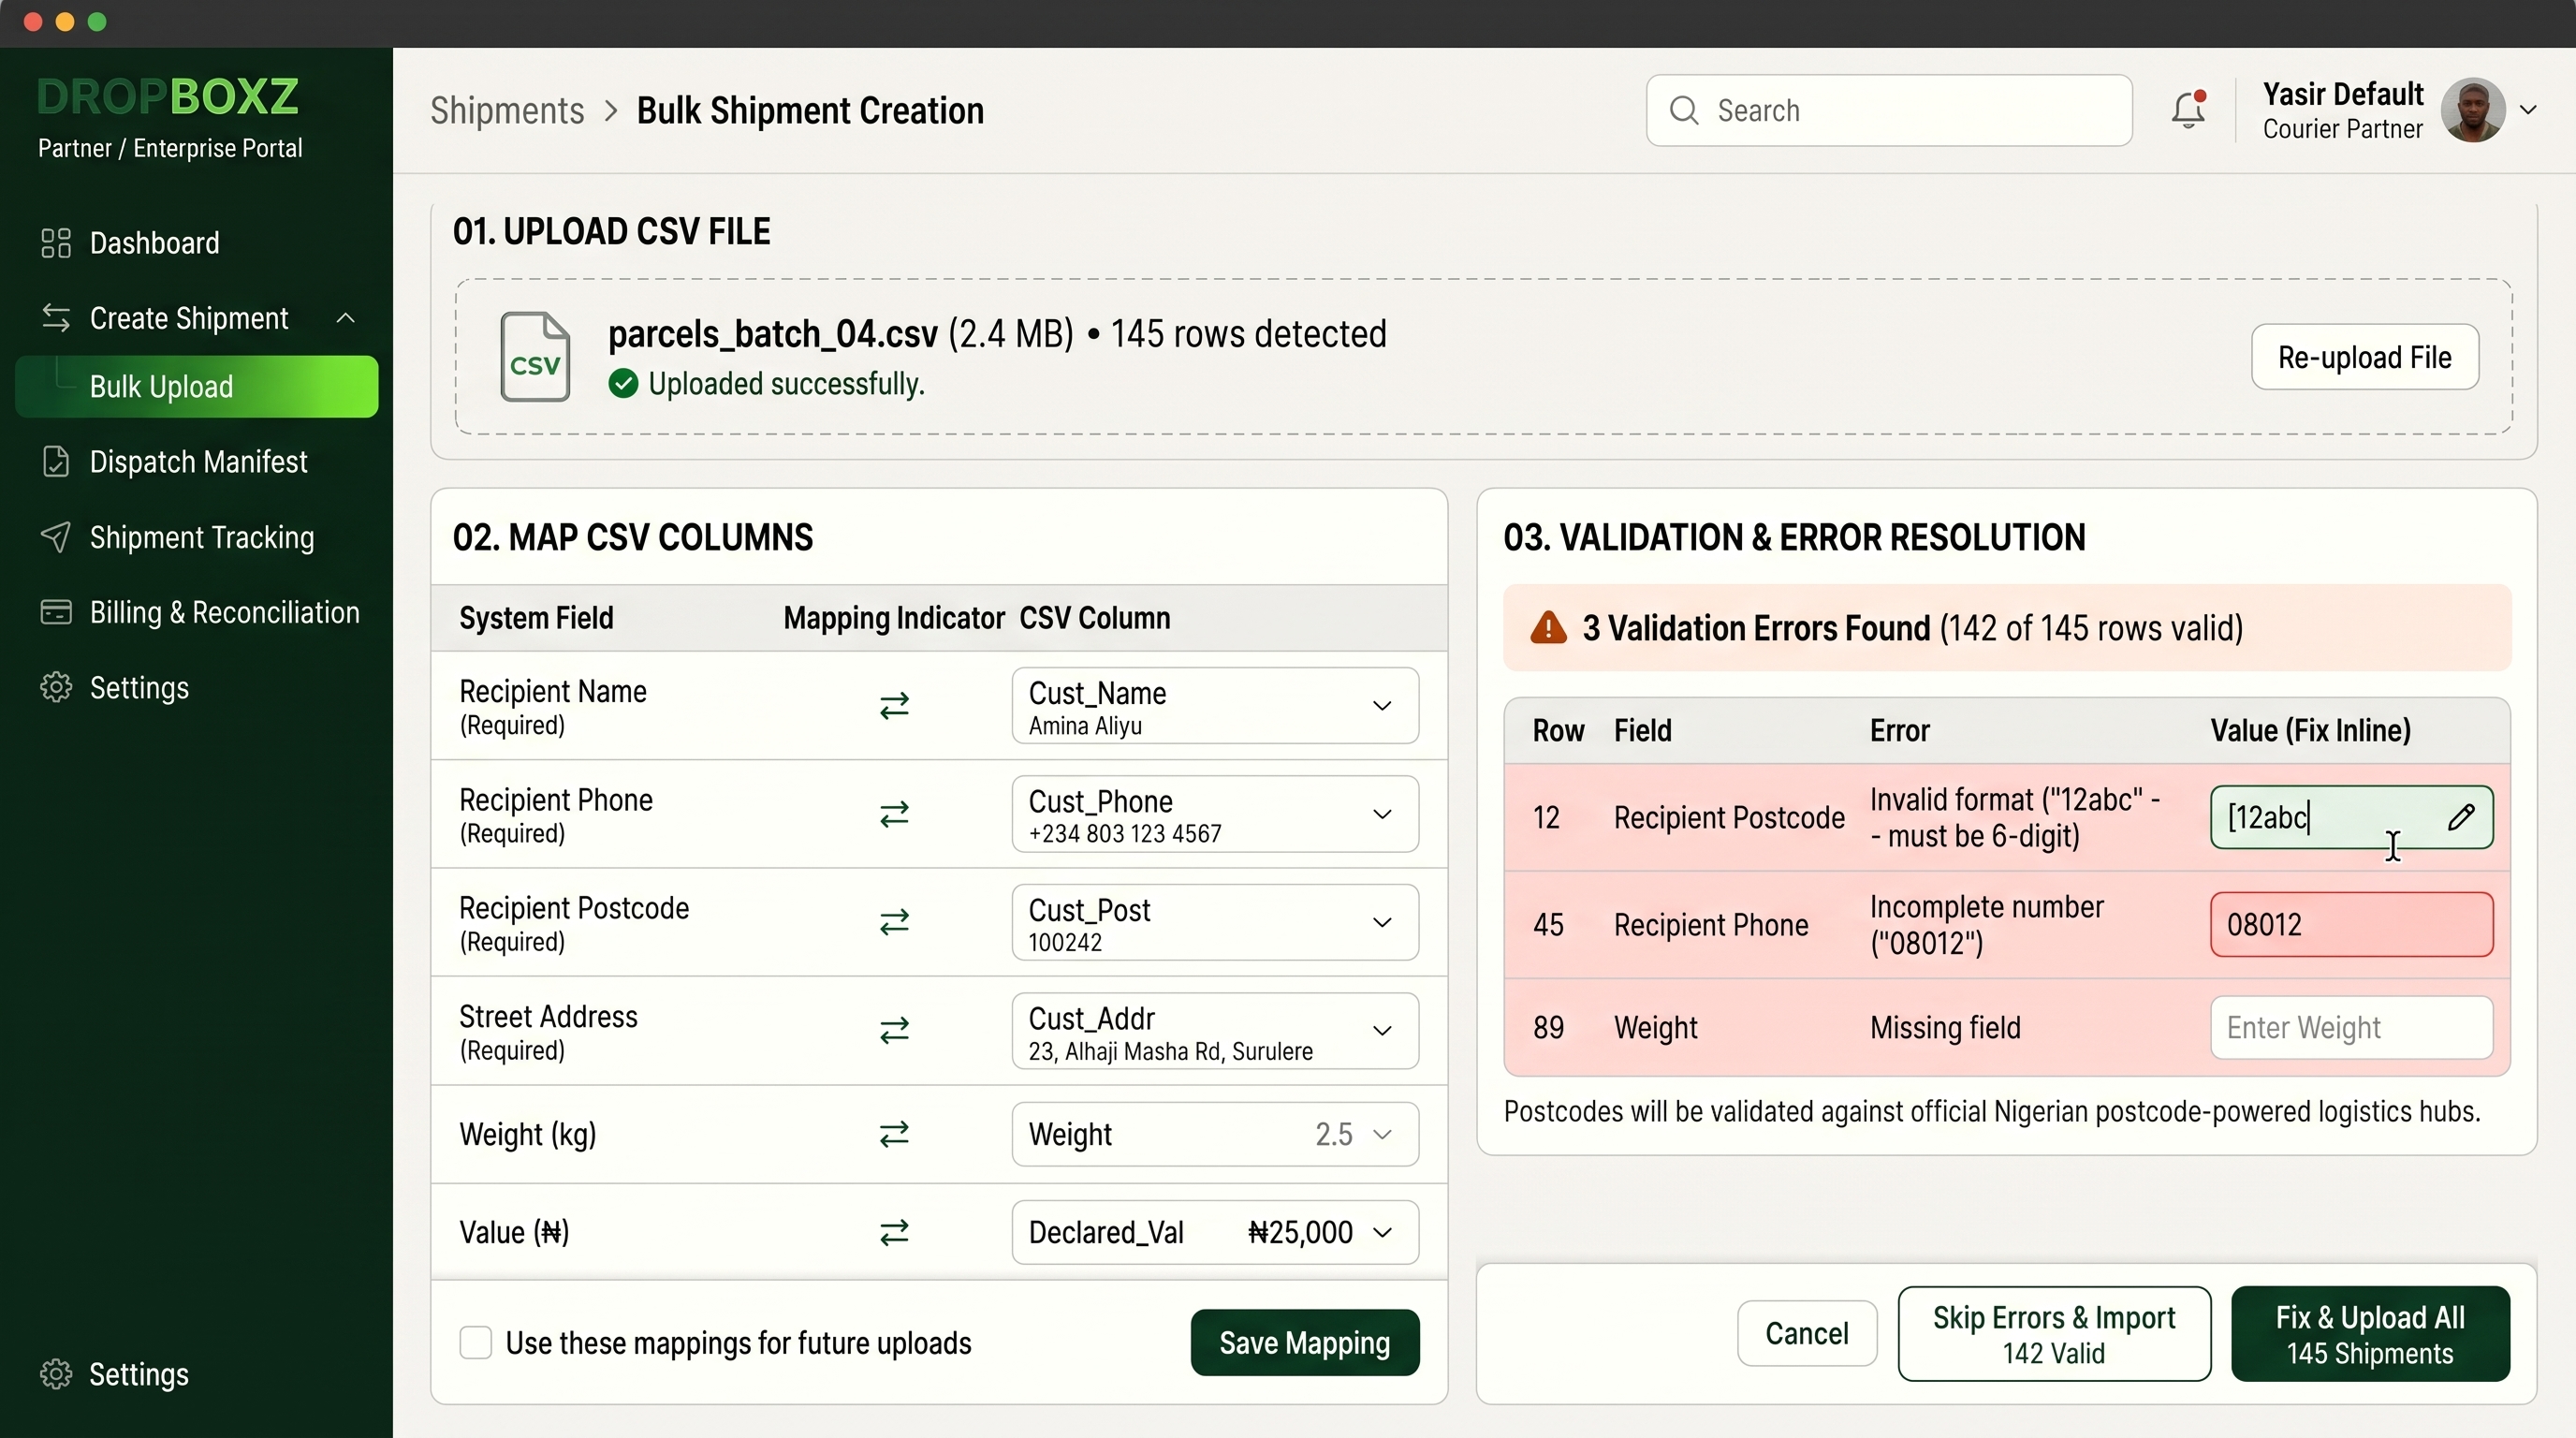 DROPBOXZ
Partner / Enterprise Portal
Dashboard
Create Shipment
Bulk Upload
Dispatch Manifest
Shipment Tracking
Billing & Reconciliation
Settings
Settings
Shipments > Bulk Shipment Creation
Search
Yasir Default
Courier Partner
01. UPLOAD CSV FILE
CSV
parcels_batch_04.csv (2.4 MB) • 145 rows detected
Uploaded successfully.
Re-upload File
02. MAP CSV COLUMNS
System Field Mapping Indicator CSV Column
Recipient Name
(Required)
Cust_Name
Amina Aliyu
Recipient Phone
(Required)
Cust_Phone
+234 803 123 4567
Recipient Postcode
(Required)
Cust_Post
100242
Street Address
(Required)
Cust_Addr
23, Alhaji Masha Rd, Surulere
Weight (kg) Weight 2.5
Value (₦) Declared_Val ₦25,000
Use these mappings for future uploads
Save Mapping
03. VALIDATION & ERROR RESOLUTION
3 Validation Errors Found (142 of 145 rows valid)
Row Field Error Value (Fix Inline)
12 Recipient Postcode
Invalid format ("12abc" -
- must be 6-digit)
[12abc
45 Recipient Phone
Incomplete number
("08012")
08012
89 Weight Missing field Enter Weight
Postcodes will be validated against official Nigerian postcode-powered logistics hubs.
Cancel
Skip Errors & Import
142 Valid
Fix & Upload All
145 Shipments